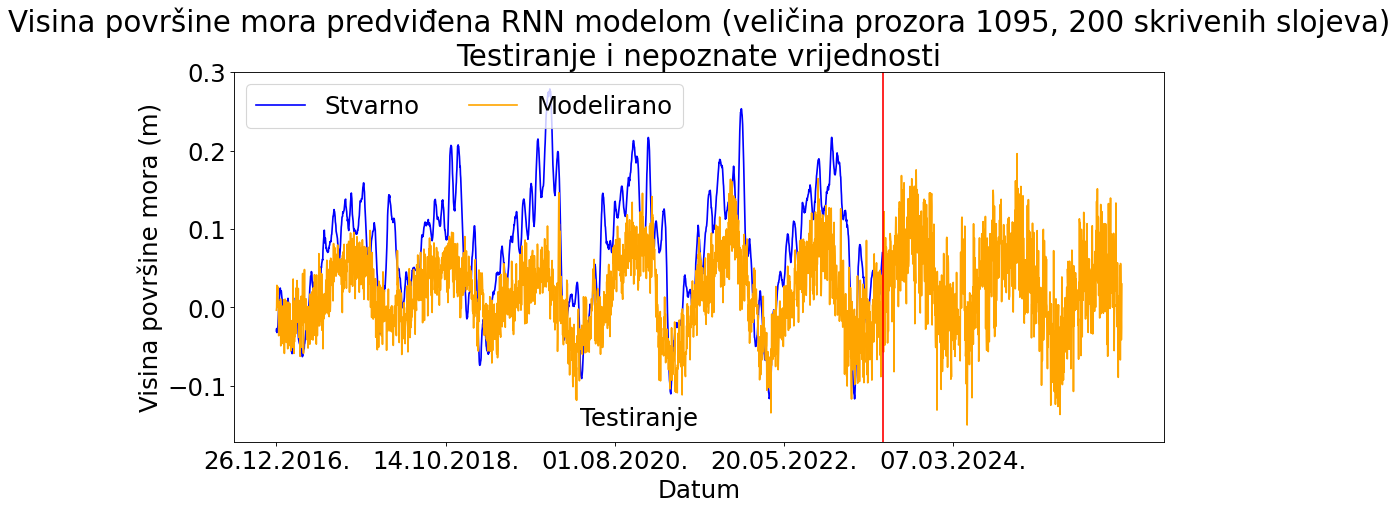 Visina površine mora predviđena RNN modelom (veličina prozora 1095, 200 skrivenih slojeva)
Testiranje i nepoznate vrijednosti
Stvarno
Modelirano
Visina površine mora (m)
0.3
0.2
0.1
0.0
−0.1
Testiranje
26.12.2016.
14.10.2018.
01.08.2020.
20.05.2022.
07.03.2024.
Datum